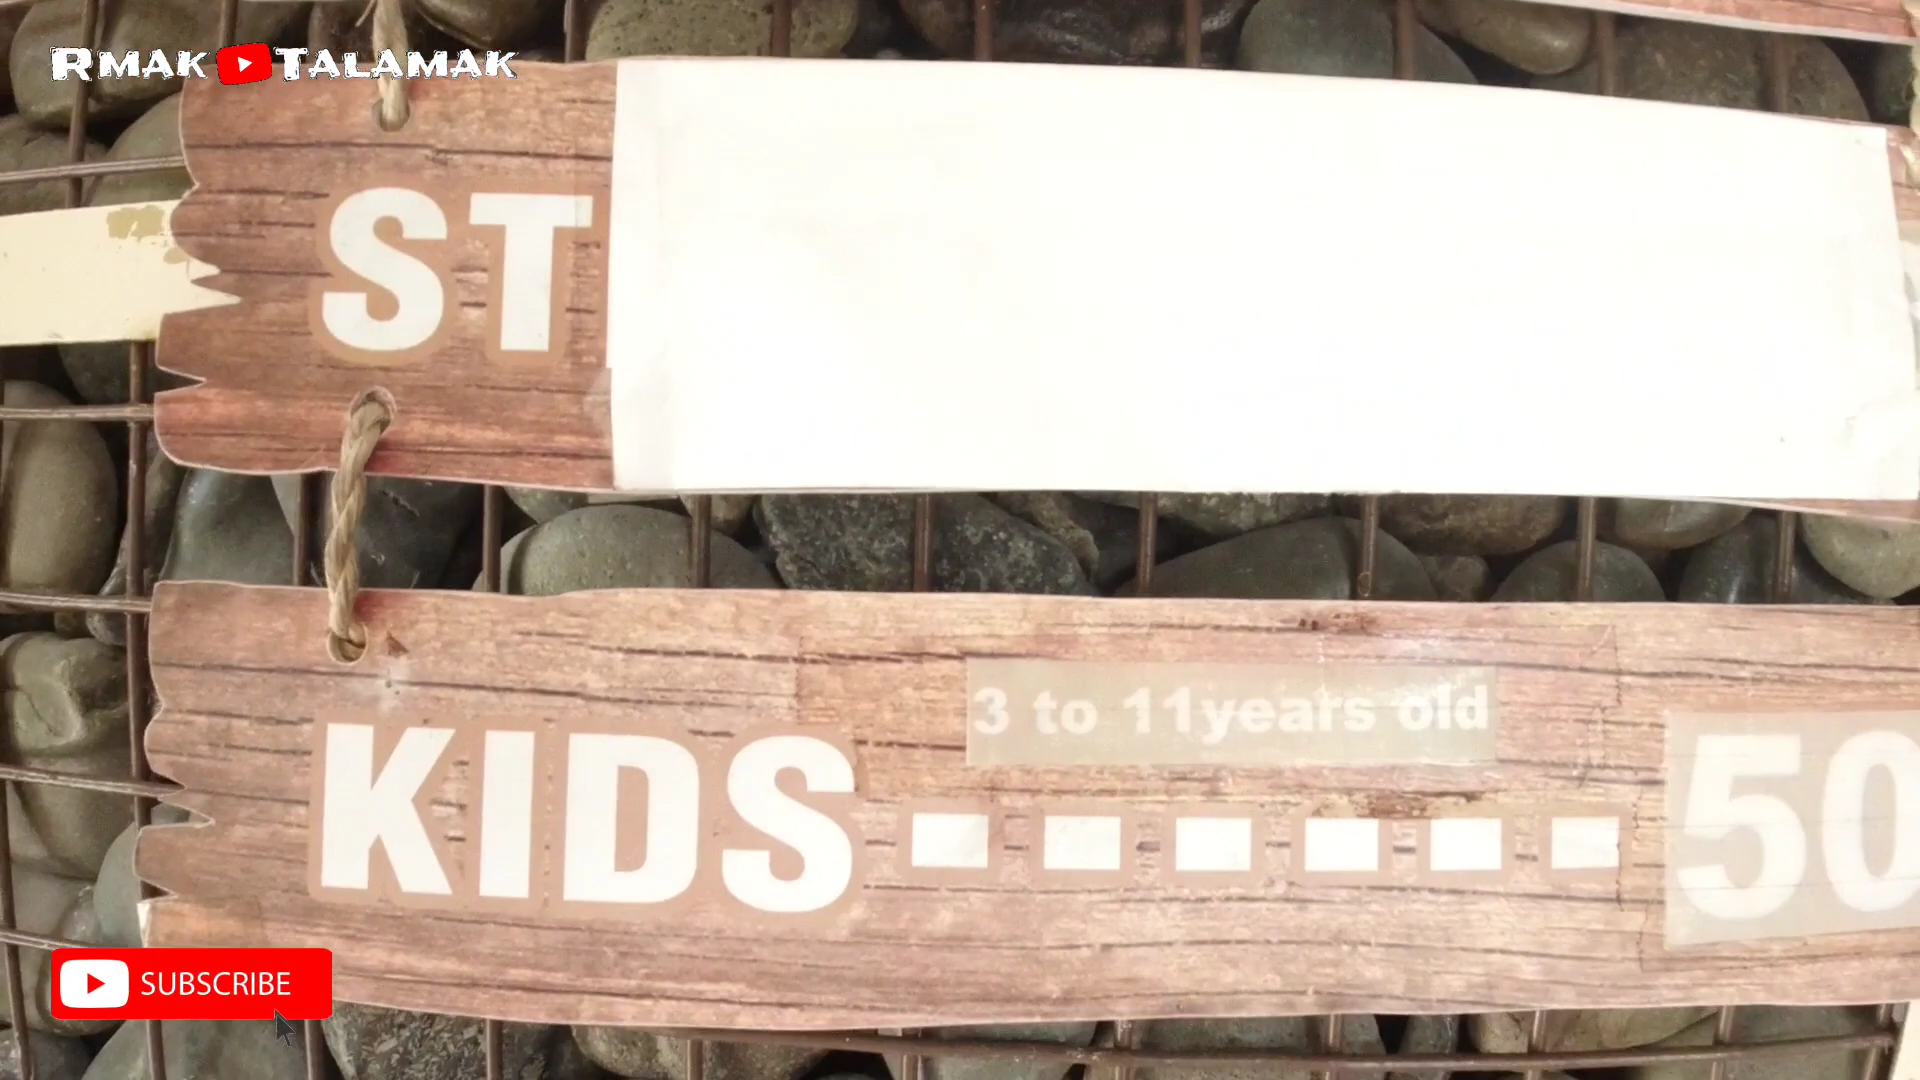 RMAK TALAMAK
ST
3 to 11years old
KIDS------50
SUBSCRIBE